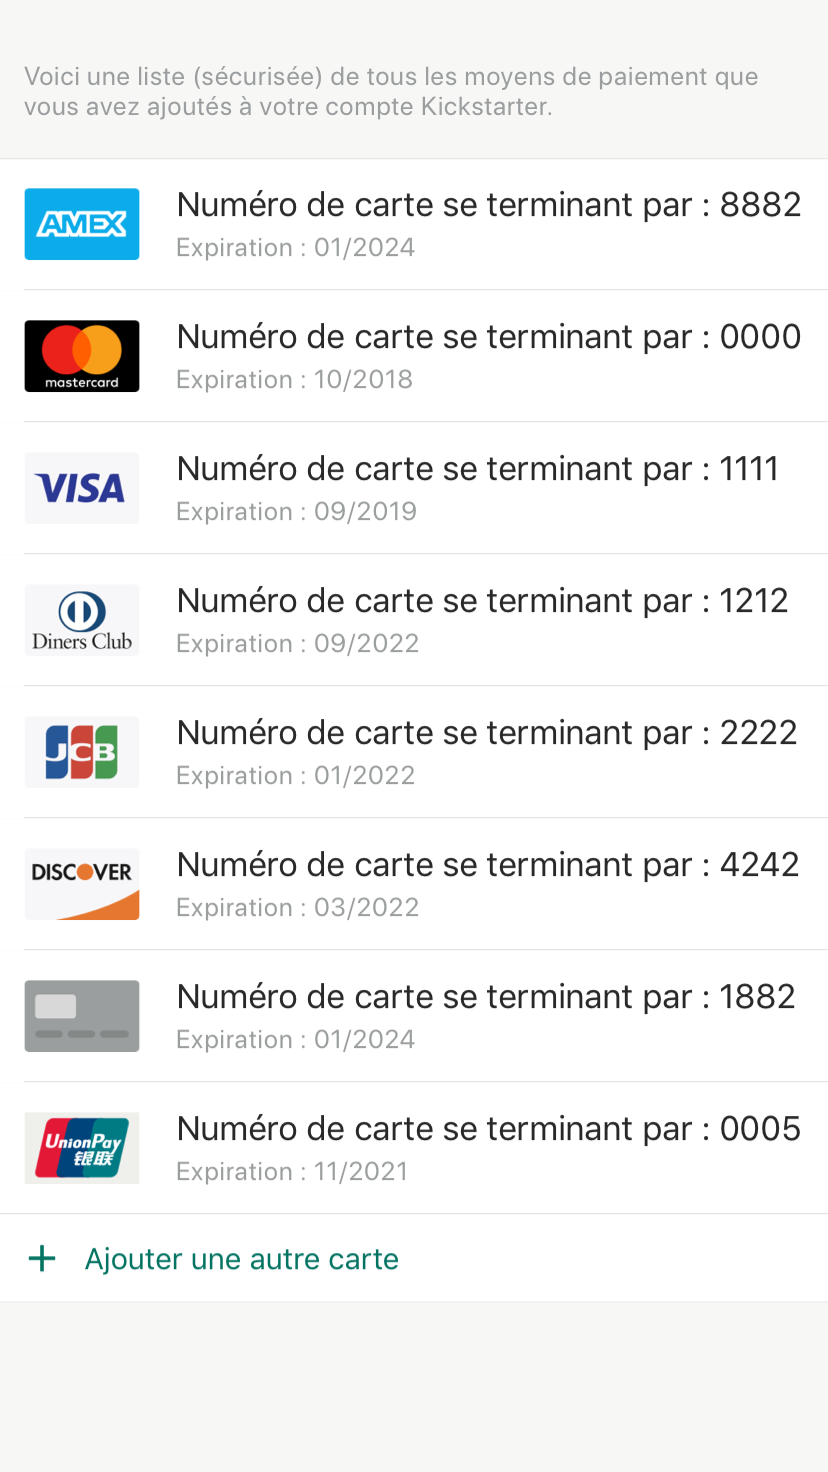 Voici une liste (sécurisée) de tous les moyens de paiement que
vous avez ajoutés à votre compte Kickstarter.
AMEX
Numéro de carte se terminant par : 8882
Expiration : 01/2024
mastercard
Numéro de carte se terminant par : 0000
Expiration : 10/2018
VISA
Numéro de carte se terminant par : 1111
Expiration : 09/2019
Diners Club
Numéro de carte se terminant par : 1212
Expiration : 09/2022
JCB
Numéro de carte se terminant par : 2222
Expiration : 01/2022
DISCOVER
Numéro de carte se terminant par : 4242
Expiration : 03/2022
Numéro de carte se terminant par : 1882
Expiration : 01/2024
UnionPay
银联
Numéro de carte se terminant par : 0005
Expiration : 11/2021
+ Ajouter une autre carte